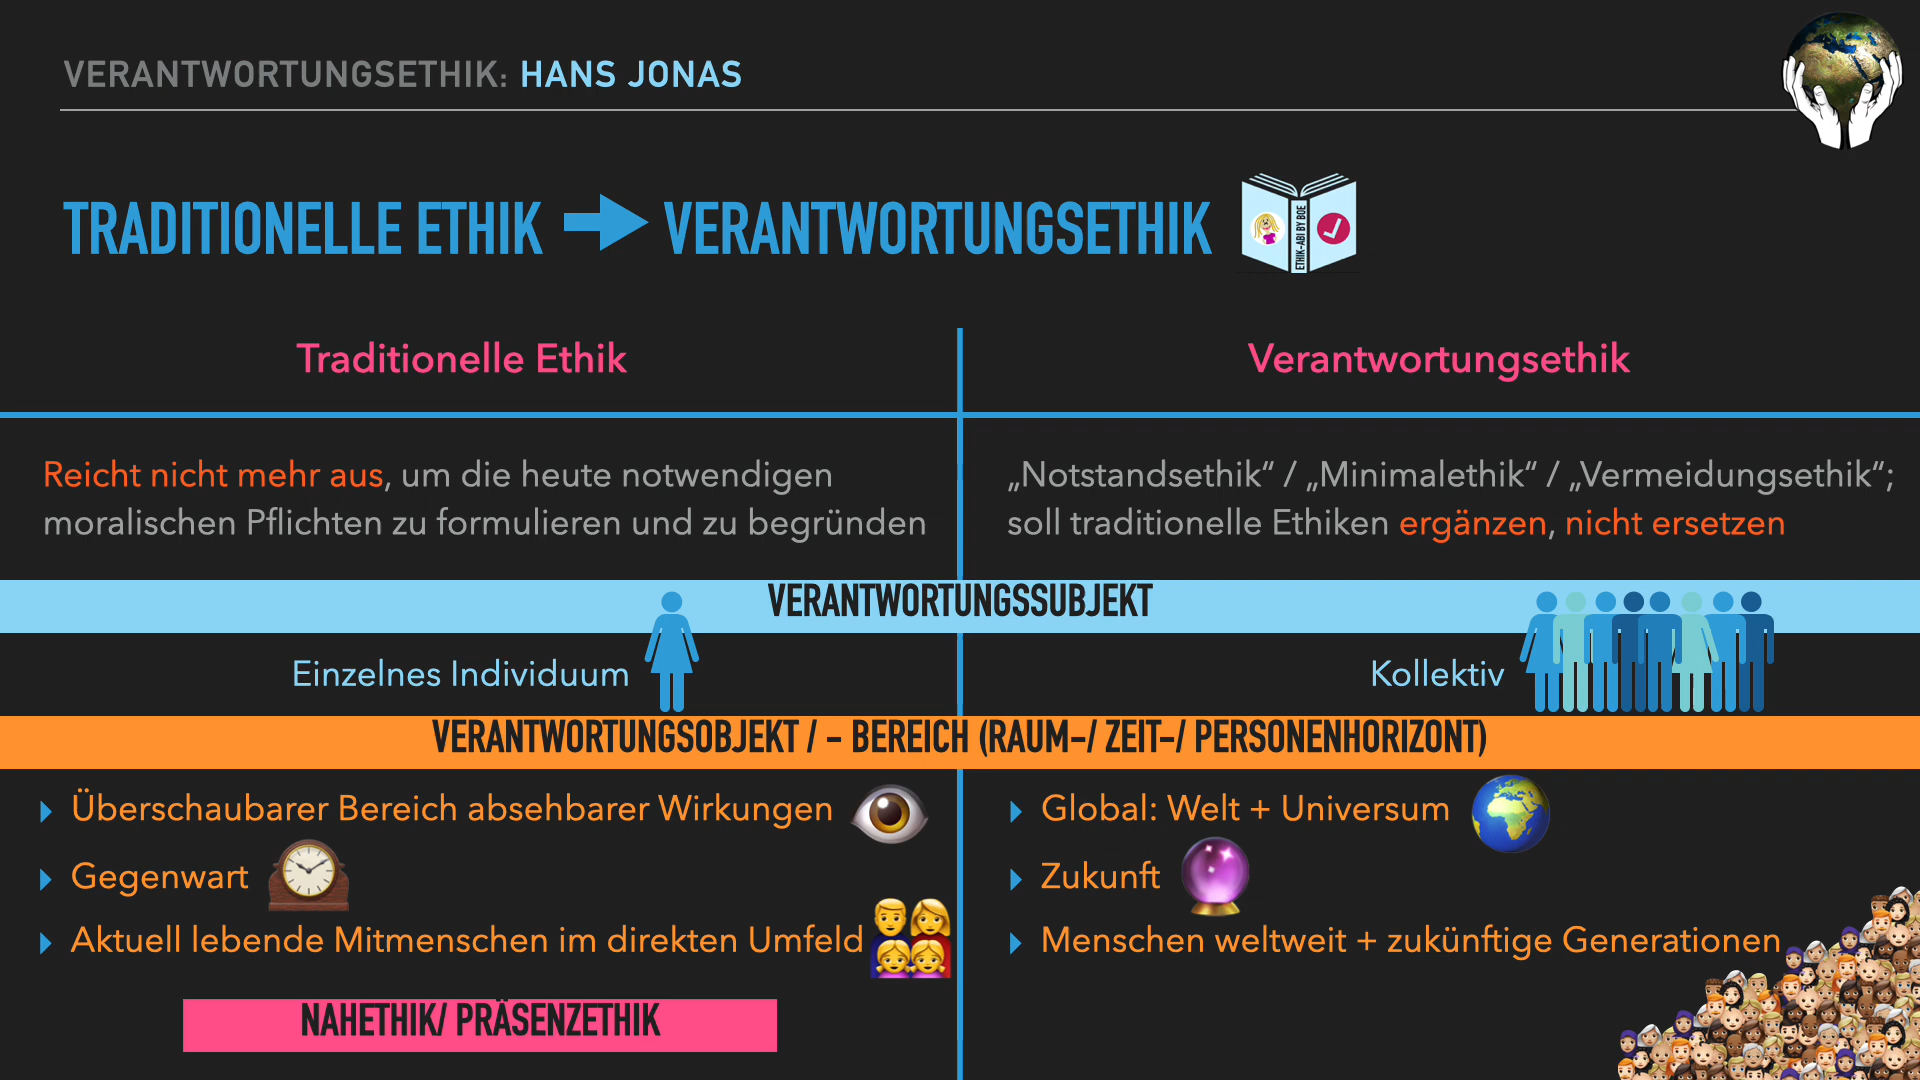 VERANTWORTUNGSETHIK: HANS JONAS
TRADITIONELLE ETHIK VERANTWORTUNGSETHIK
ETHIK-ABI BY BOE
Traditionelle Ethik
Verantwortungsethik
Reicht nicht mehr aus, um die heute notwendigen
moralischen Pflichten zu formulieren und zu begründen
„Notstandsethik“ / „Minimalethik“ / „Vermeidungsethik“;
soll traditionelle Ethiken ergänzen, nicht ersetzen
VERANTWORTUNGSSUBJEKT
Einzelnes Individuum
Kollektiv
VERANTWORTUNGSOBJEKT / - BEREICH (RAUM-/ ZEIT-/ PERSONENHORIZONT)
Überschaubarer Bereich absehbarer Wirkungen
Gegenwart
Aktuell lebende Mitmenschen im direkten Umfeld
Global: Welt + Universum
Zukunft
Menschen weltweit + zukünftige Generationen
NAHETHIK/ PRÄSENZETHIK